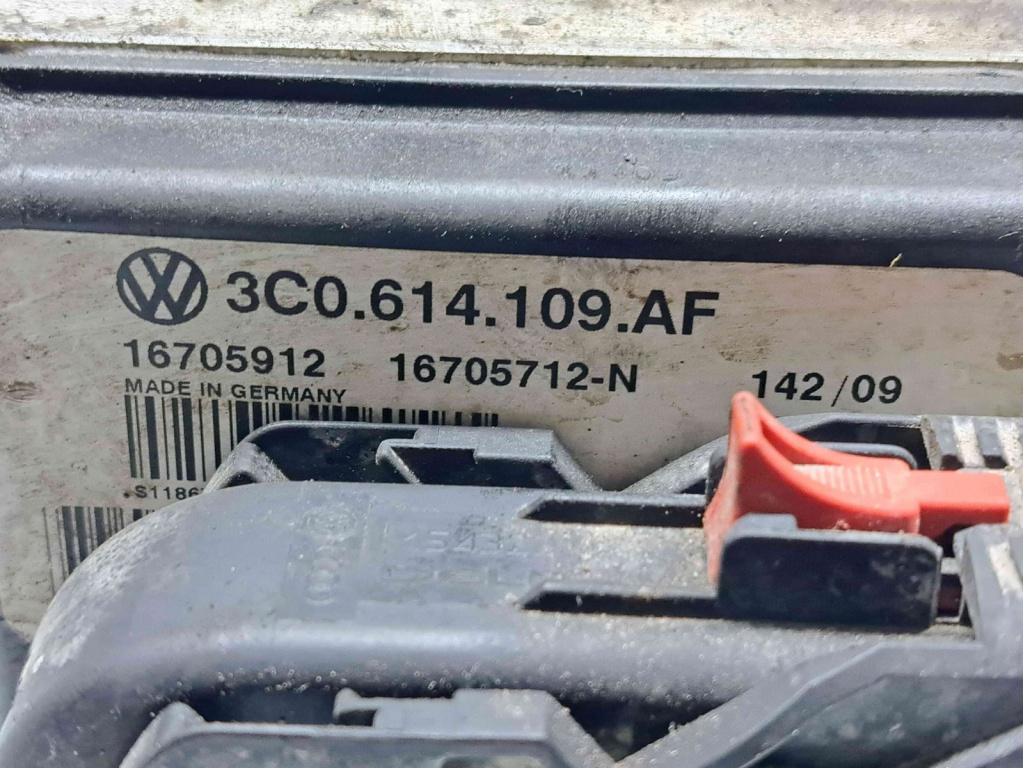 3C0.614.109.AF
16705912 16705712-N 142/09
MADE IN GERMANY